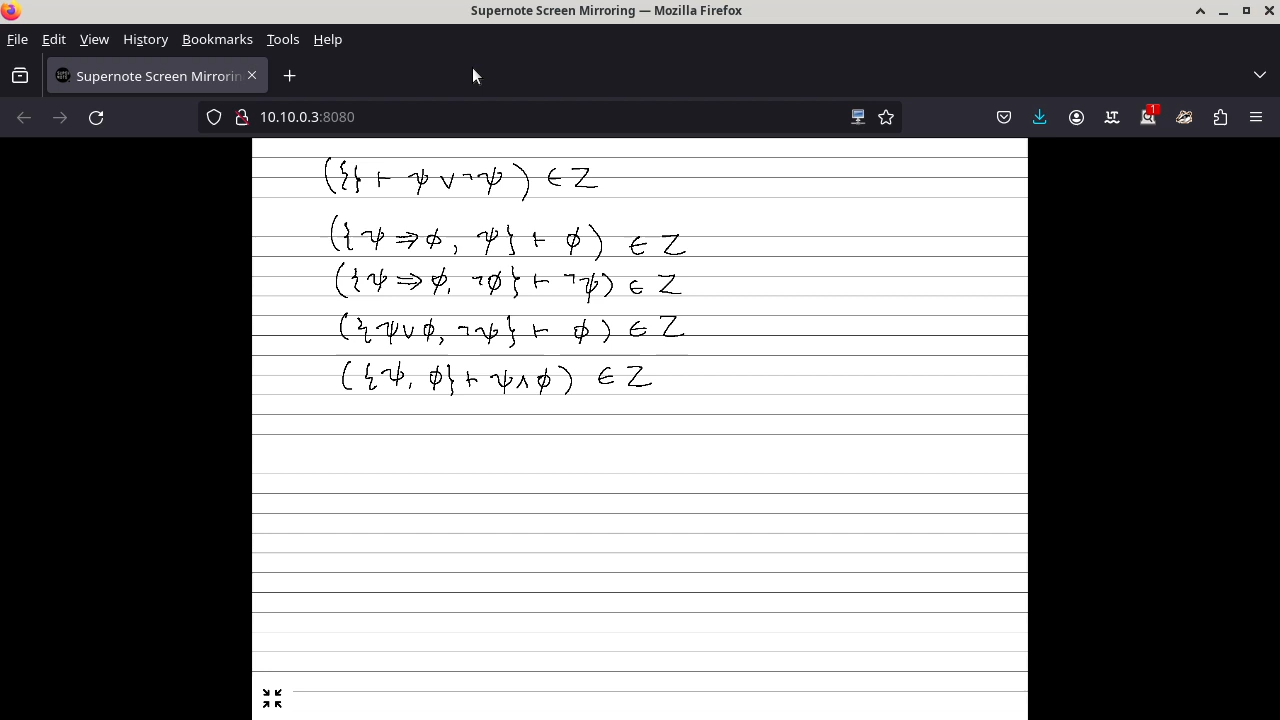 Supernote Screen Mirroring — Mozilla Firefox
File Edit View History Bookmarks Tools Help
Supernote Screen Mirrorin
10.10.0.3:8080
1
({} ⊢ ψ ∨ ¬ψ) ∈ Z
({ψ ⇒ ϕ, ψ} ⊢ ϕ) ∈ Z
({ψ ⇒ ϕ, ¬ϕ} ⊢ ¬ψ) ∈ Z
({ψ ∨ ϕ, ¬ψ} ⊢ ϕ) ∈ Z
({ψ, ϕ} ⊢ ψ ∧ ϕ) ∈ Z